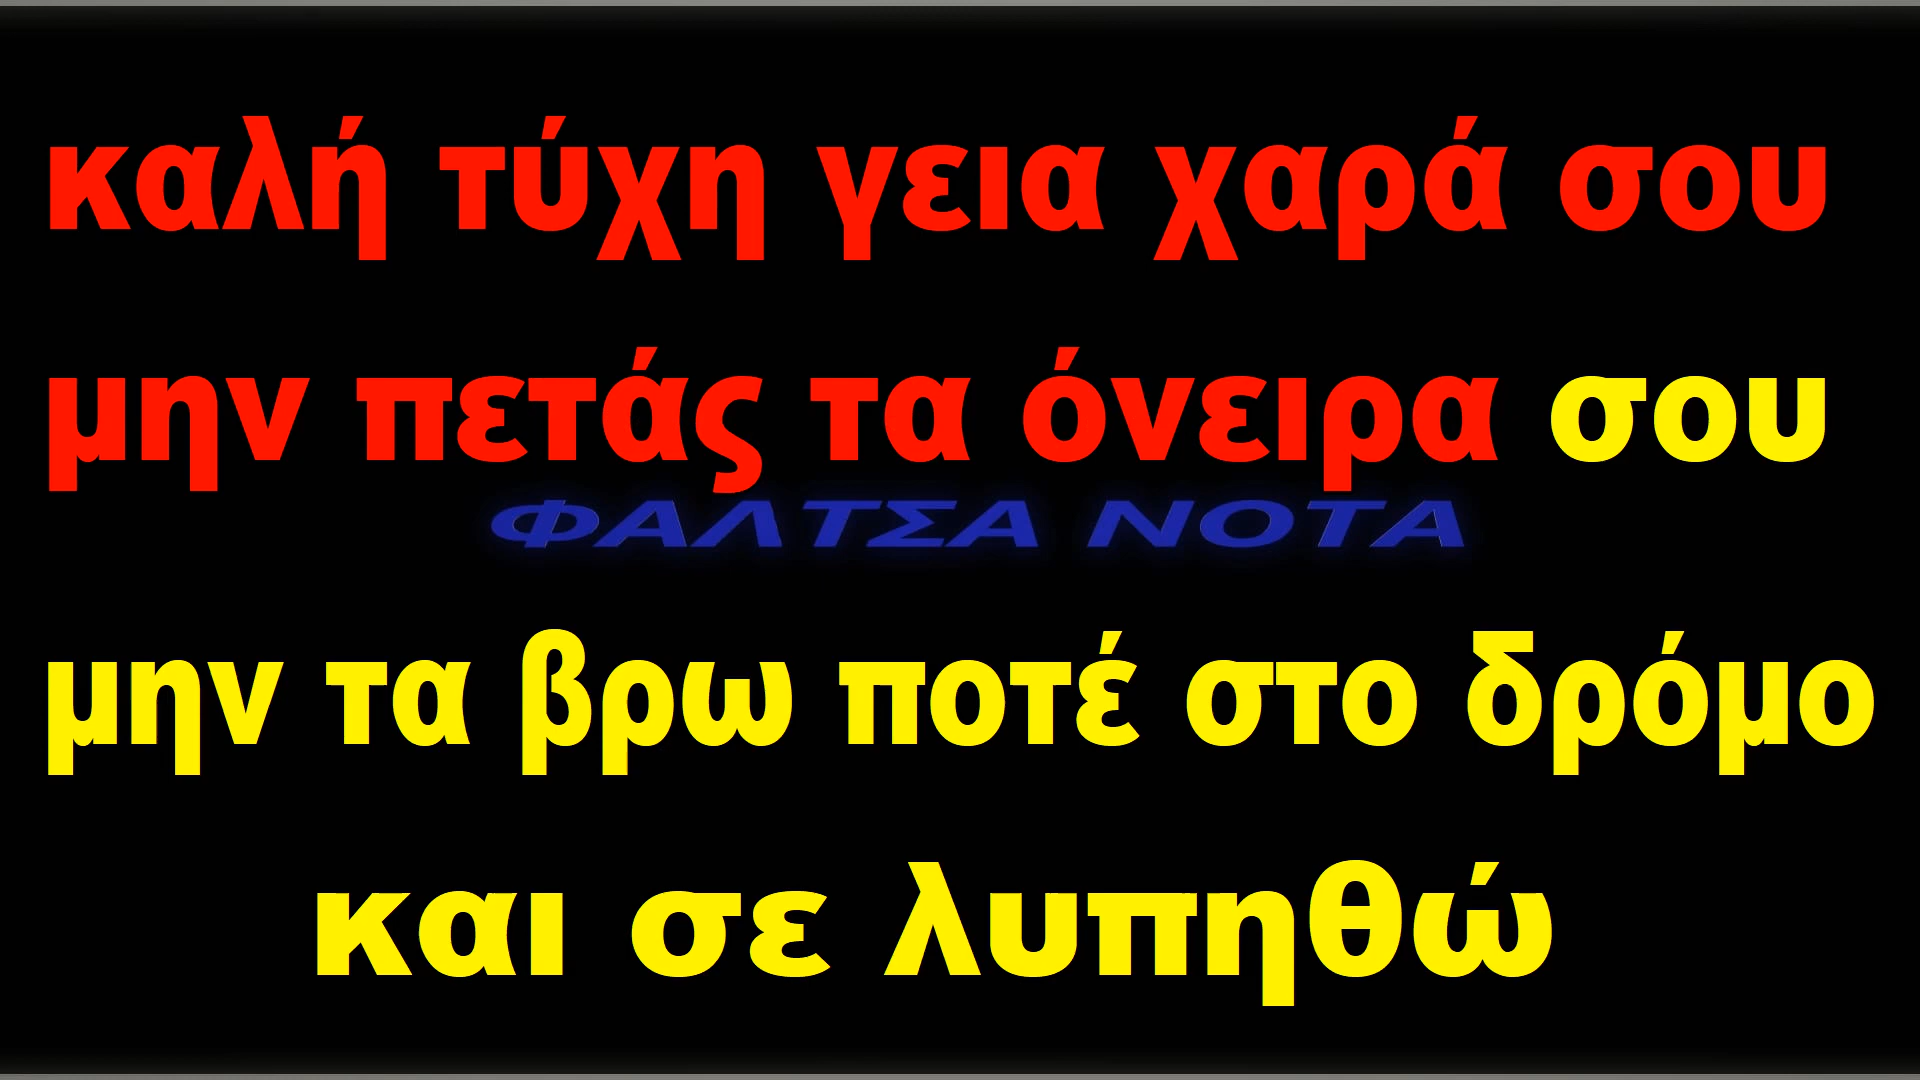 καλή τύχη γεια χαρά σου
μην πετάς τα όνειρα σου
ΦΑΛΤΣΑ ΝΟΤΑ
μην τα βρω ποτέ στο δρόμο
και σε λυπηθώ